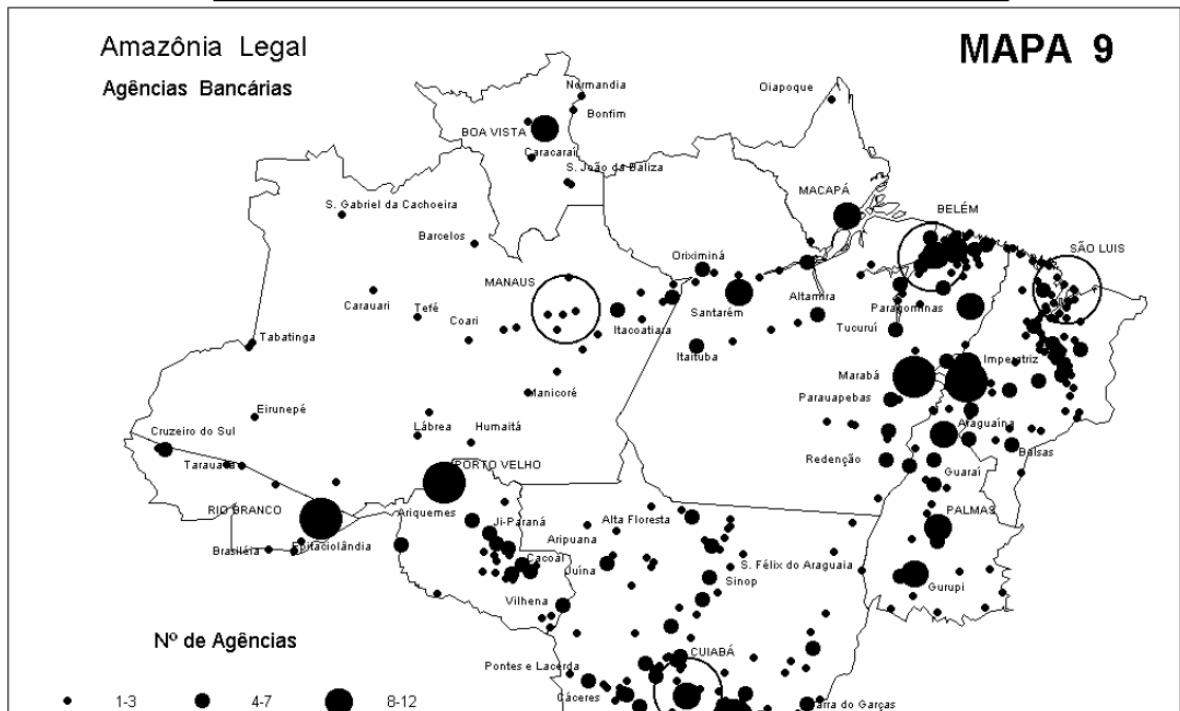 Amazônia Legal
MAPA 9
Agências Bancárias
Normandia
Oiapoque
Bonfim
BOA VISTA
Caracaraí
S. João da Baliza
MACAPÁ
S. Gabriel da Cachoeira
BELÉM
Barcelos
SÃO LUIS
Oriximiná
MANAUS
Carauari
Tefé
Coari
Itacoatiara
Santarém
Altamira
Paragominas
Tucuruí
Tabatinga
Itaituba
Imperatriz
Marabá
Manicoré
Parauapebas
Eirunepé
Lábrea
Humaitá
Araguaína
Cruzeiro do Sul
Balsas
Tarauacá
Redenção
Guaraí
PORTO VELHO
RIO BRANCO
Ariquemes
Ji-Paraná
Alta Floresta
PALMAS
Epitaciolândia
Brasiléia
Aripuana
Cacoal
Juína
S. Félix do Araguaia
Sinop
Gurupi
Vilhena
Nº de Agências
CUIABÁ
Pontes e Lacerda
Cáceres
arra do Garças
1-3
4-7
8-12